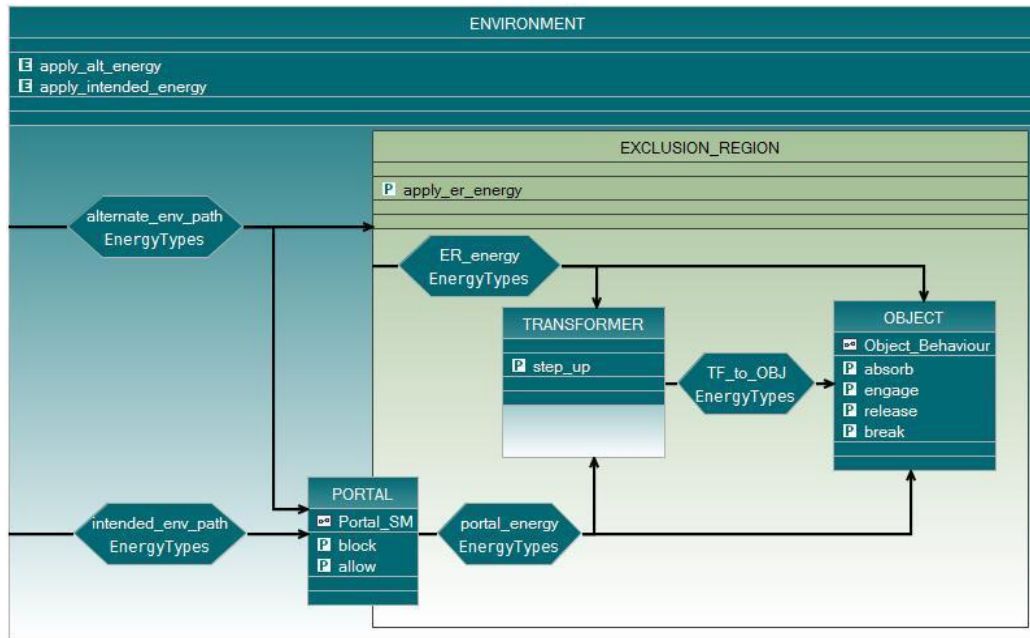 ENVIRONMENT
E apply_alt_energy
E apply_intended_energy
EXCLUSION_REGION
P apply_er_energy
alternate_env_path
EnergyTypes
ER_energy
EnergyTypes
TRANSFORMER
P step_up
TF_to_OBJ
EnergyTypes
OBJECT
Object_Behaviour
P absorb
P engage
P release
P break
intended_env_path
EnergyTypes
PORTAL
Portal_SM
P block
P allow
portal_energy
EnergyTypes